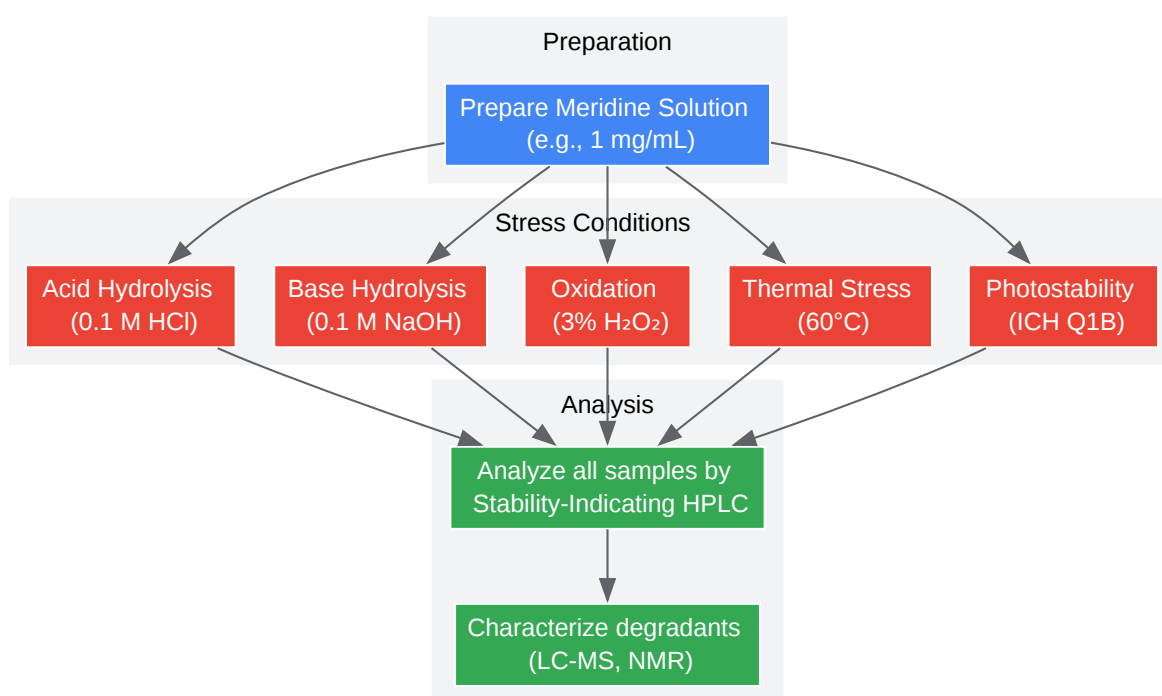 Preparation
Prepare Meridine Solution
(e.g., 1 mg/mL)
Stress Conditions
Acid Hydrolysis
(0.1 M HCl)
Base Hydrolysis
(0.1 M NaOH)
Oxidation
(3% H₂O₂)
Thermal Stress
(60°C)
Photostability
(ICH Q1B)
Analysis
Analyze all samples by
Stability-Indicating HPLC
Characterize degradants
(LC-MS, NMR)